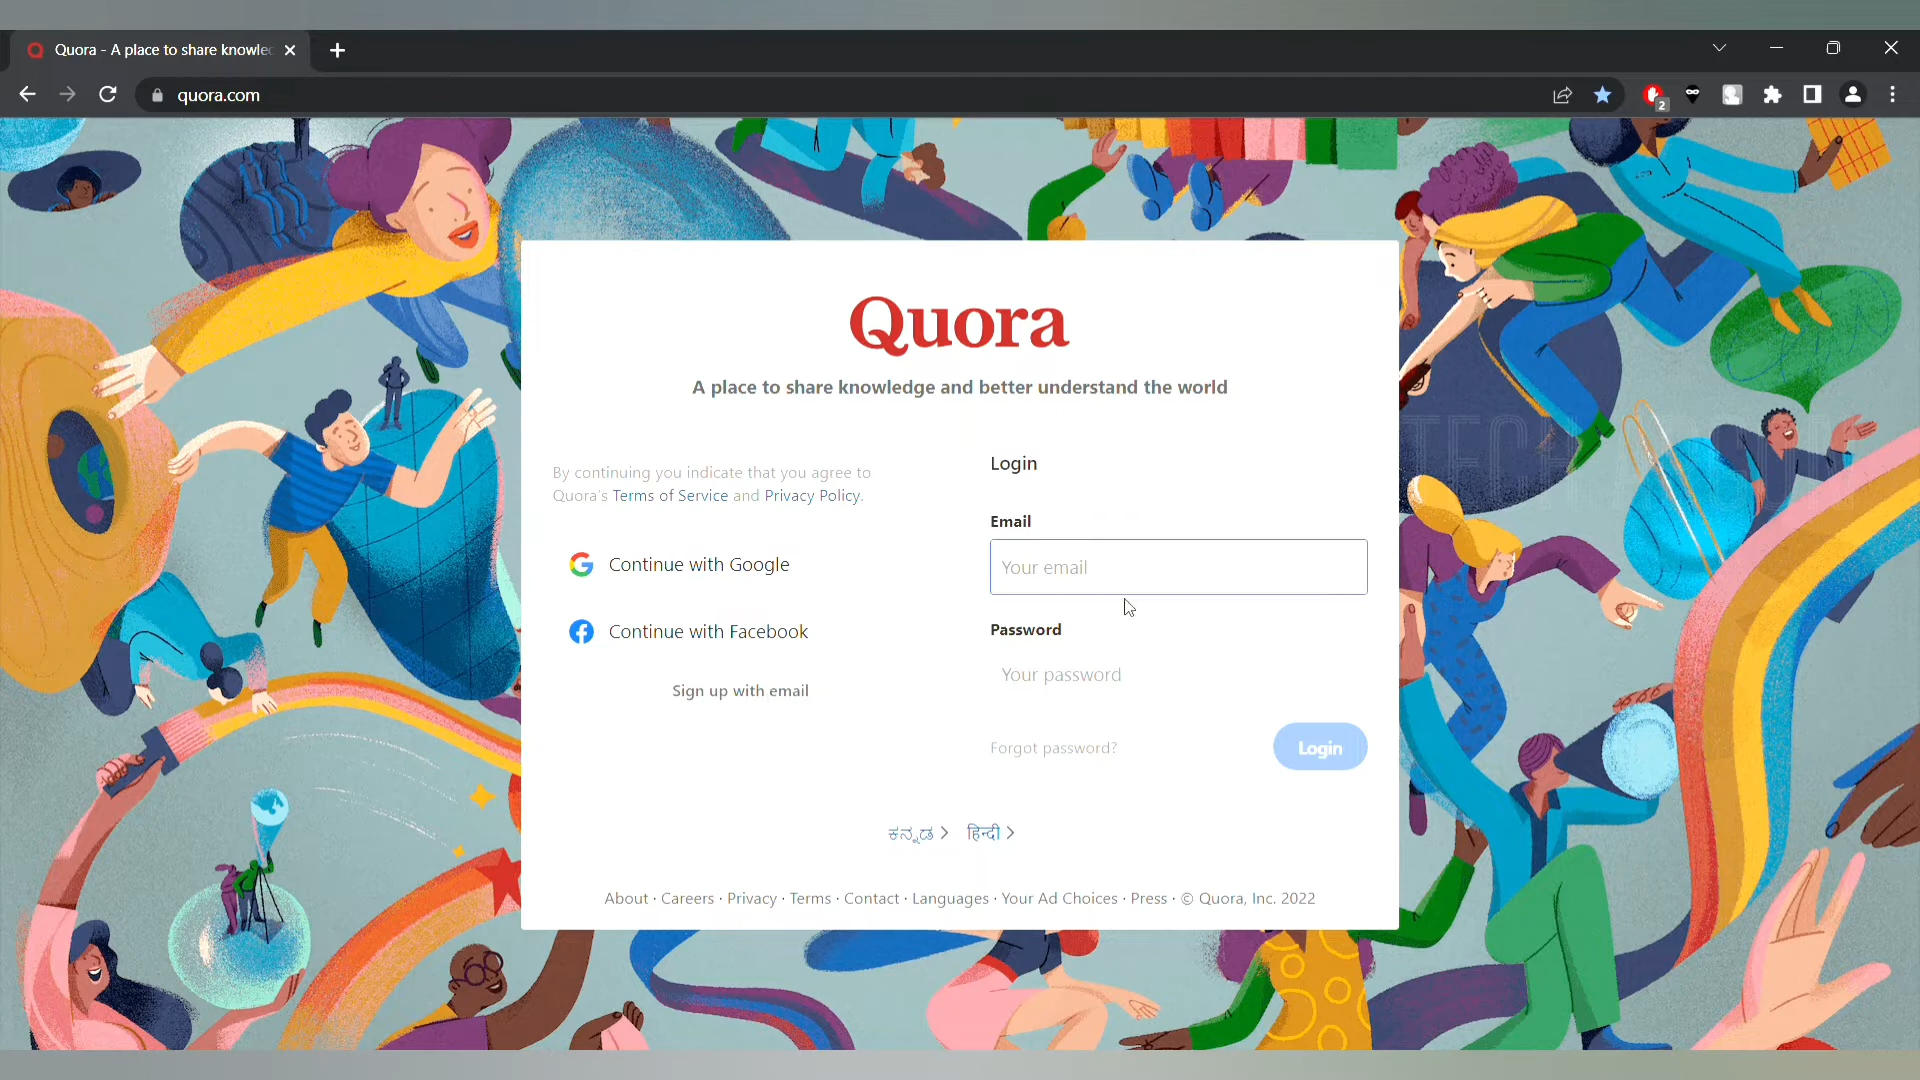 Quora - A place to share knowled
quora.com
2
Quora
A place to share knowledge and better understand the world
By continuing you indicate that you agree to
Quora's Terms of Service and Privacy Policy.
Continue with Google
Continue with Facebook
Sign up with email
Login
Email
Your email
Password
Your password
Forgot password?
Login
ಕನ್ನಡ
हिन्दी
About · Careers · Privacy · Terms · Contact · Languages · Your Ad Choices · Press · © Quora, Inc. 2022